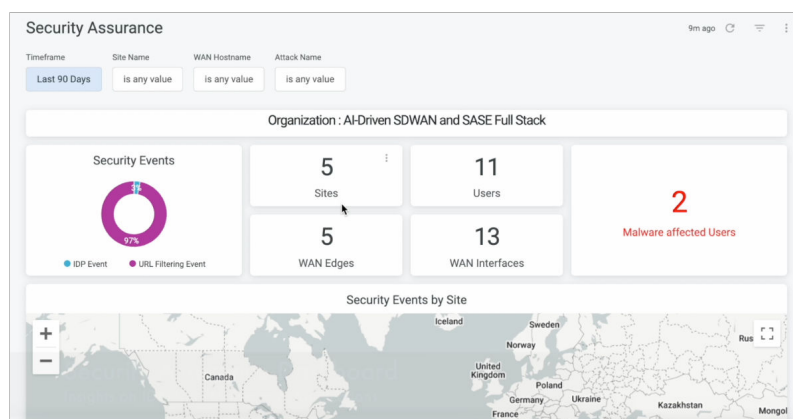 Security Assurance
9m ago
Timeframe
Site Name
WAN Hostname
Attack Name
Last 90 Days
is any value
is any value
is any value
Organization : AI-Driven SDWAN and SASE Full Stack
Security Events
3%
97%
IDP Event
URL Filtering Event
5
Sites
11
Users
5
WAN Edges
13
WAN Interfaces
2
Malware affected Users
Security Events by Site
+
−
Iceland
Sweden
Norway
Rus
Canada
United
Kingdom
Poland
Germany
Ukraine
Kazakhstan
France
Mongol